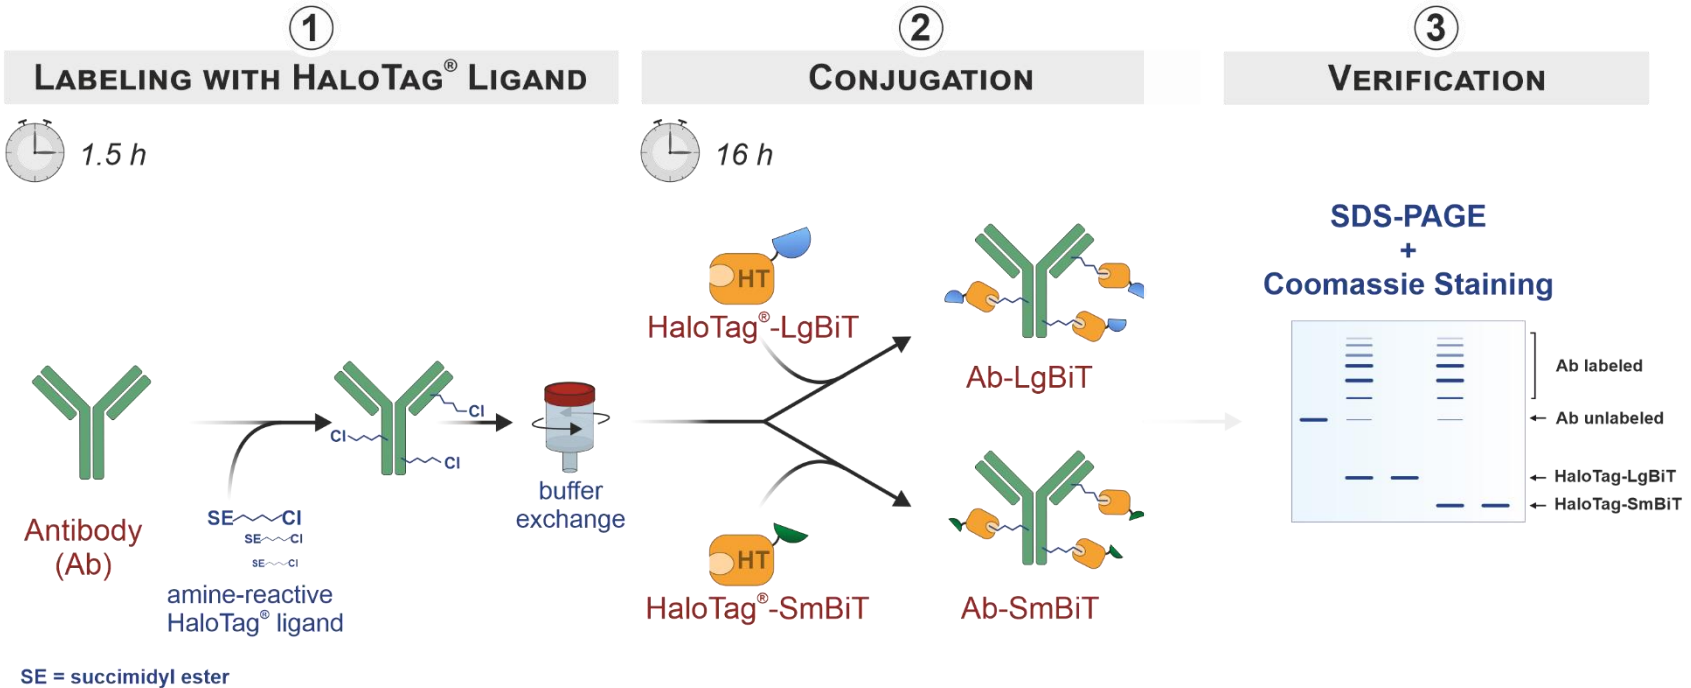 1
LABELING WITH HALOTAG® LIGAND
1.5 h
Antibody
(Ab)
SE Cl
SE Cl
SE Cl
amine-reactive
HaloTag® ligand
SE = succimidyl ester
Cl
Cl
Cl
buffer
exchange
2
CONJUGATION
16 h
HT
HaloTag®-LgBiT
HT
HaloTag®-SmBiT
Ab-LgBiT
Ab-SmBiT
3
VERIFICATION
SDS-PAGE
+
Coomassie Staining
Ab labeled
Ab unlabeled
HaloTag-LgBiT
HaloTag-SmBiT